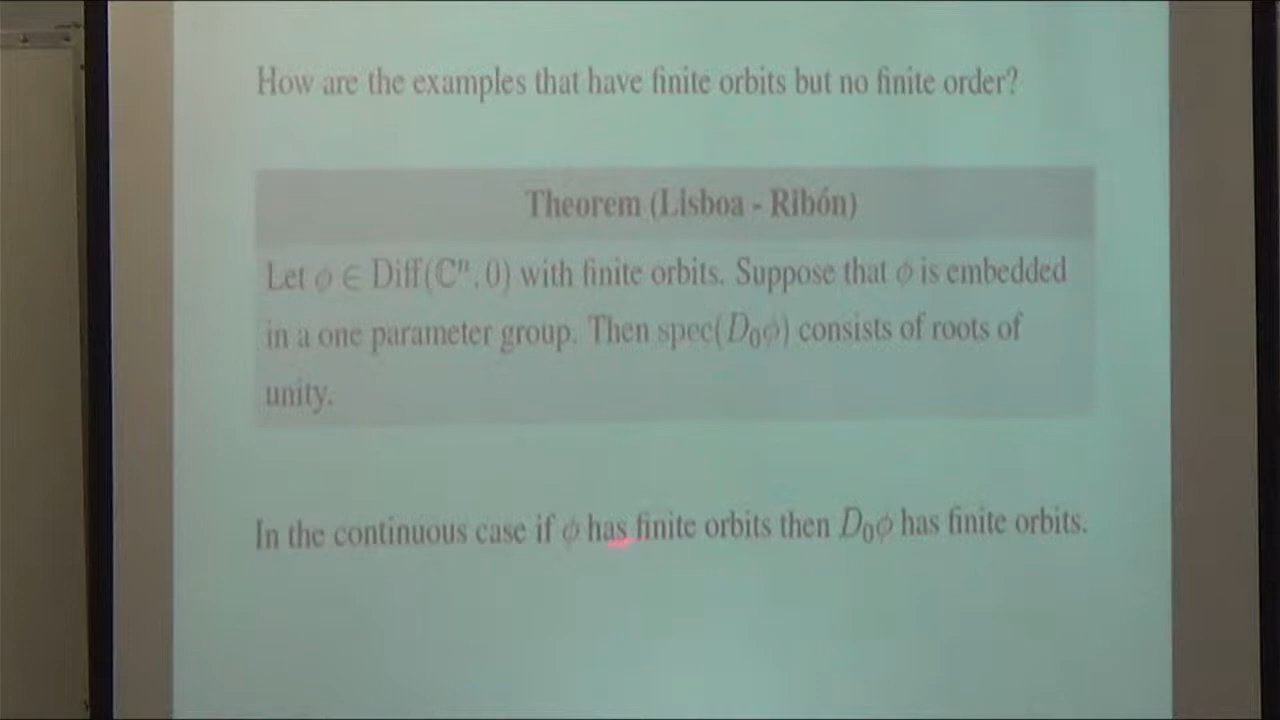 How are the examples that have finite orbits but no finite order?
Theorem (Lisboa - Ribón)
Let ϕ ∈ Diff(ℂⁿ, 0) with finite orbits. Suppose that ϕ is embedded
in a one parameter group. Then spec(D₀ϕ) consists of roots of
unity.
In the continuous case if ϕ has finite orbits then D₀ϕ has finite orbits.